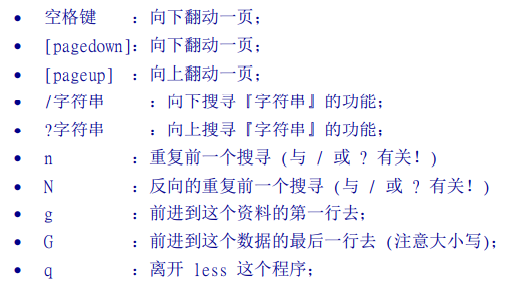 • 空格键 ：向下翻动一页；
• [pagedown]：向下翻动一页；
• [pageup] ：向上翻动一页；
• /字符串 ：向下搜寻『字符串』的功能；
• ?字符串 ：向上搜寻『字符串』的功能；
• n ：重复前一个搜寻 (与 / 或 ? 有关！)
• N ：反向的重复前一个搜寻 (与 / 或 ? 有关！)
• g ：前进到这个资料的第一行去；
• G ：前进到这个数据的最后一行去 (注意大小写)；
• q ：离开 less 这个程序；